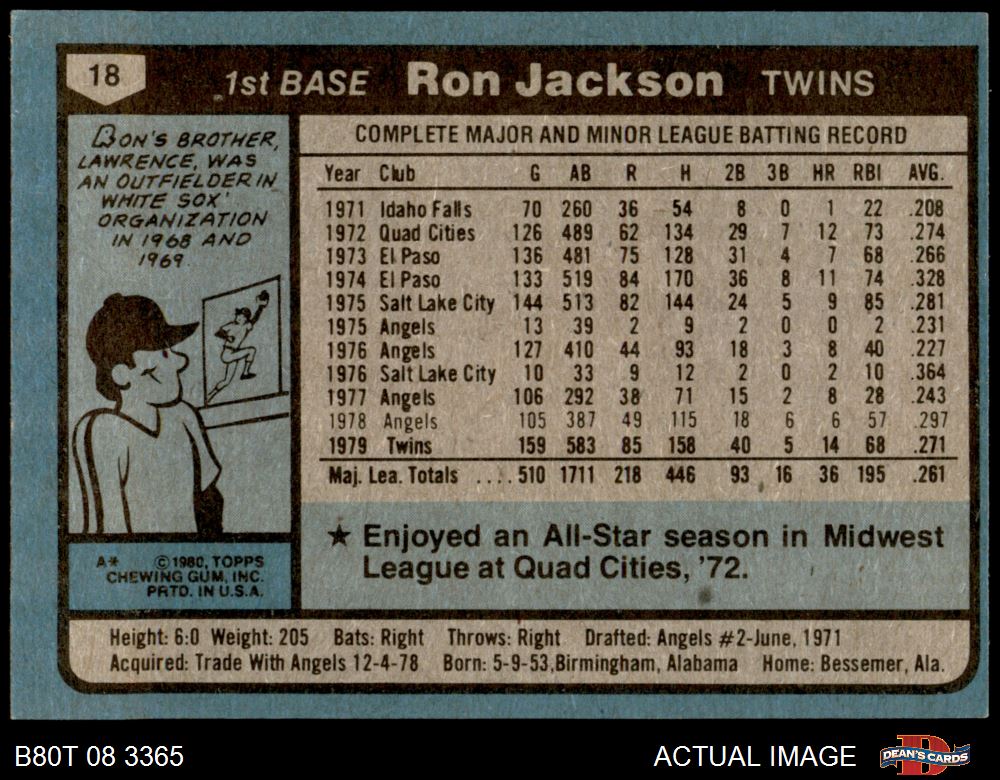 18 1st BASE Ron Jackson TWINS
RON'S BROTHER,
LAWRENCE, WAS
AN OUTFIELDER IN
WHITE SOX'
ORGANIZATION
IN 1968 AND
1969.
COMPLETE MAJOR AND MINOR LEAGUE BATTING RECORD
Year Club G AB R H 2B 3B HR RBI AVG.
1971 Idaho Falls 70 260 36 54 8 0 1 22 .208
1972 Quad Cities 126 489 62 134 29 7 12 73 .274
1973 El Paso 136 481 75 128 31 4 7 68 .266
1974 El Paso 133 519 84 170 36 8 11 74 .328
1975 Salt Lake City 144 513 82 144 24 5 9 85 .281
1975 Angels 13 39 2 9 2 0 0 2 .231
1976 Angels 127 410 44 93 18 3 8 40 .227
1976 Salt Lake City 10 33 9 12 2 0 2 10 .364
1977 Angels 106 292 38 71 15 2 8 28 .243
1978 Angels 105 387 49 115 18 6 6 57 .297
1979 Twins 159 583 85 158 40 5 14 68 .271
Maj. Lea. Totals .... 510 1711 218 446 93 16 36 195 .261
★ Enjoyed an All-Star season in Midwest
League at Quad Cities, '72.
A* © 1980, TOPPS
CHEWING GUM, INC.
PRTD. IN U.S.A.
Height: 6:0 Weight: 205 Bats: Right Throws: Right Drafted: Angels #2-June, 1971
Acquired: Trade With Angels 12-4-78 Born: 5-9-53, Birmingham, Alabama Home: Bessemer, Ala.
B80T 08 3365 ACTUAL IMAGE D DEAN'S CARDS